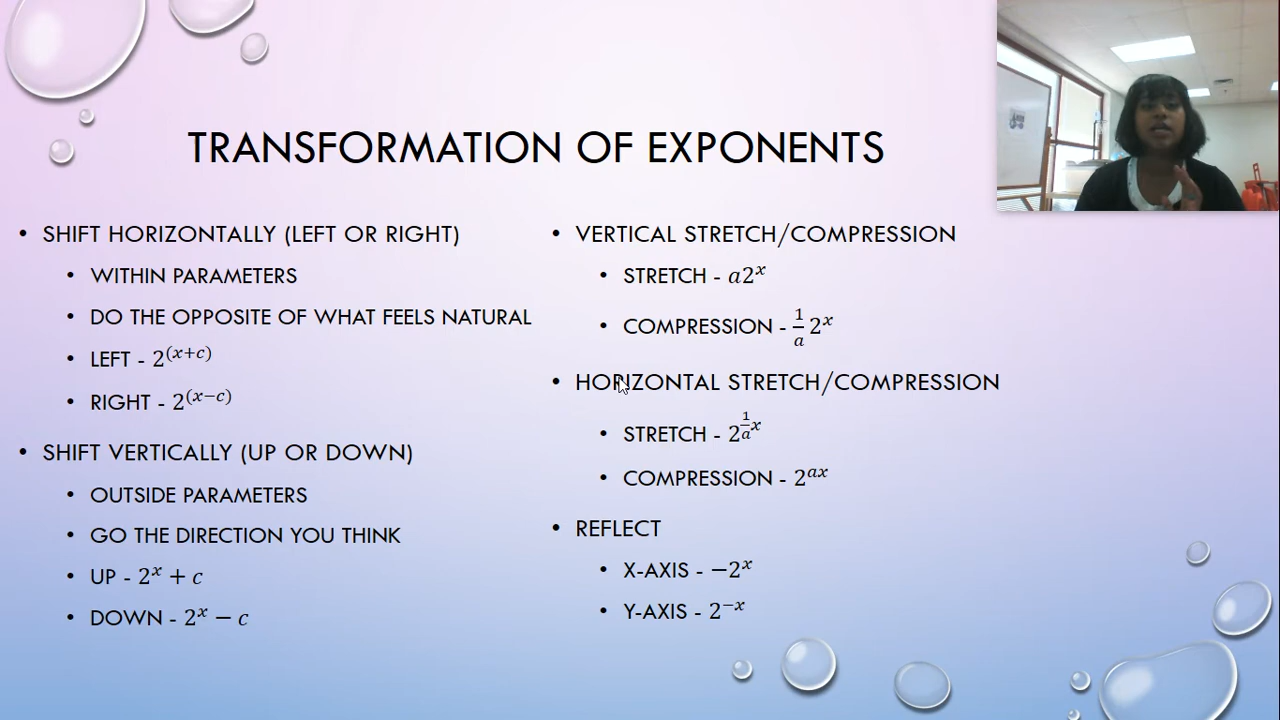 TRANSFORMATION OF EXPONENTS
• SHIFT HORIZONTALLY (LEFT OR RIGHT)
• WITHIN PARAMETERS
• DO THE OPPOSITE OF WHAT FEELS NATURAL
• LEFT - 2^(x+c)
• RIGHT - 2^(x−c)
• SHIFT VERTICALLY (UP OR DOWN)
• OUTSIDE PARAMETERS
• GO THE DIRECTION YOU THINK
• UP - 2^x + c
• DOWN - 2^x − c
• VERTICAL STRETCH/COMPRESSION
• STRETCH - a2^x
• COMPRESSION - 1/a 2^x
• HORIZONTAL STRETCH/COMPRESSION
• STRETCH - 2^(1/a x)
• COMPRESSION - 2^ax
• REFLECT
• X-AXIS - −2^x
• Y-AXIS - 2^−x